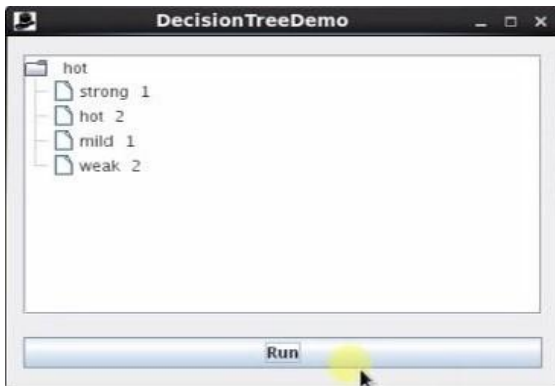 DecisionTreeDemo
hot
strong 1
hot 2
mild 1
weak 2
Run